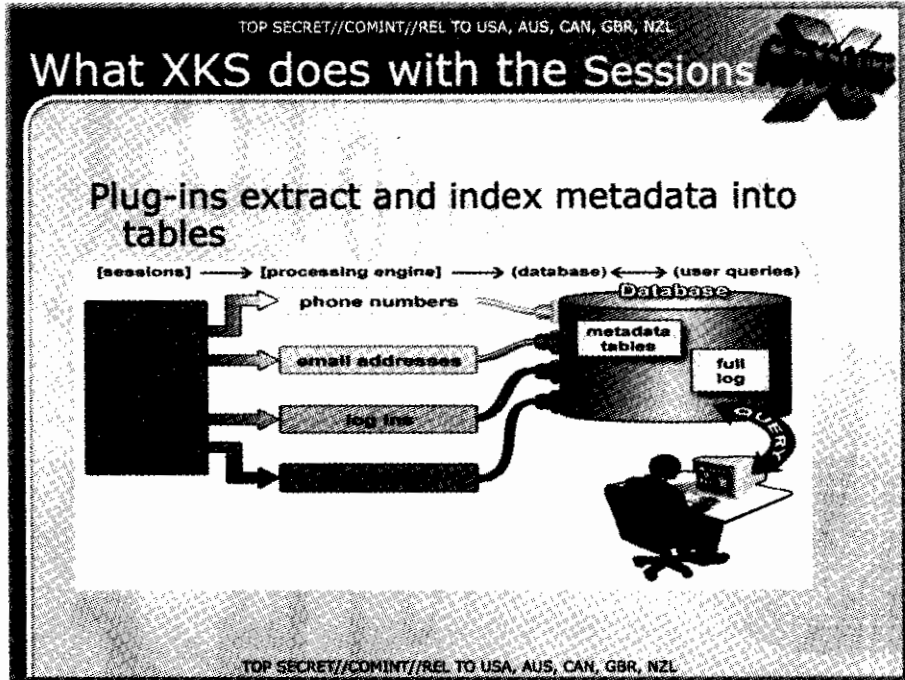 TOP SECRET//COMINT//REL TO USA, AUS, CAN, GBR, NZL
What XKS does with the Sessions
Plug-ins extract and index metadata into
tables
[sessions] ⟶ [processing engine] ⟶ (database) ⟷ (user queries)
phone numbers
email addresses
log ins
Database
metadata
tables
full
log
QUERY
TOP SECRET//COMINT//REL TO USA, AUS, CAN, GBR, NZL